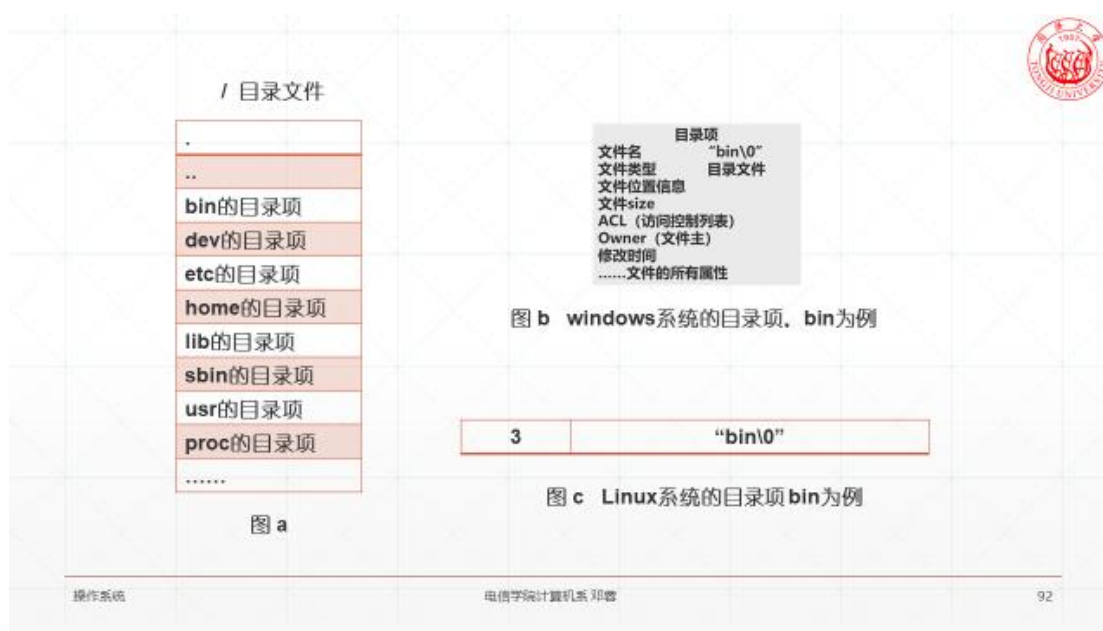 / 目录文件
.
..
bin的目录项
dev的目录项
etc的目录项
home的目录项
lib的目录项
sbin的目录项
usr的目录项
proc的目录项
……
图 a
目录项
文件名 “bin\0”
文件类型 目录文件
文件位置信息
文件size
ACL（访问控制列表）
Owner（文件主）
修改时间
……文件的所有属性
图 b windows系统的目录项，bin为例
3 “bin\0”
图 c Linux系统的目录项 bin为例
操作系统
电信学院计算机系 邓蓉
92
1907
TONGJI UNIVERSITY